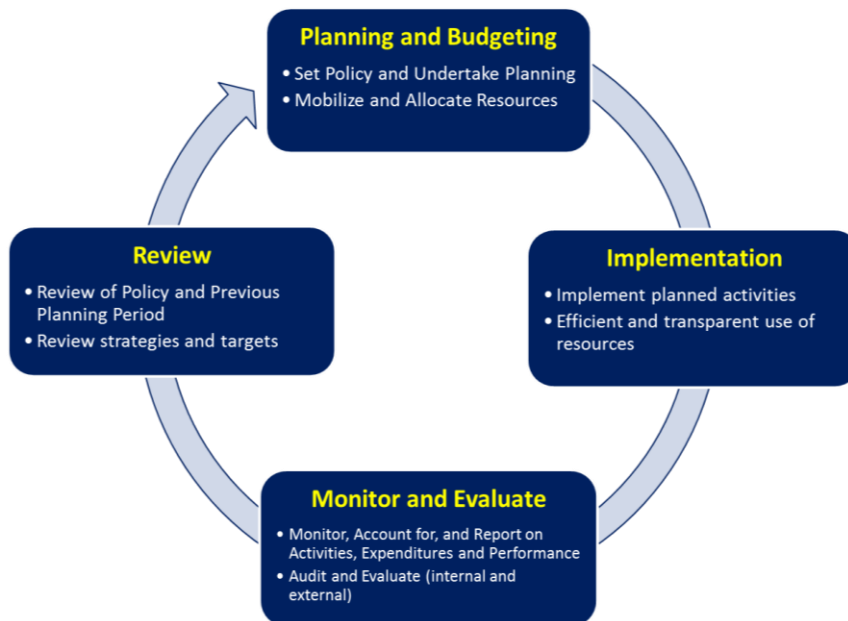 Planning and Budgeting
• Set Policy and Undertake Planning
• Mobilize and Allocate Resources
Review
• Review of Policy and Previous
Planning Period
• Review strategies and targets
Implementation
• Implement planned activities
• Efficient and transparent use of
resources
Monitor and Evaluate
• Monitor, Account for, and Report on
Activities, Expenditures and Performance
• Audit and Evaluate (internal and
external)